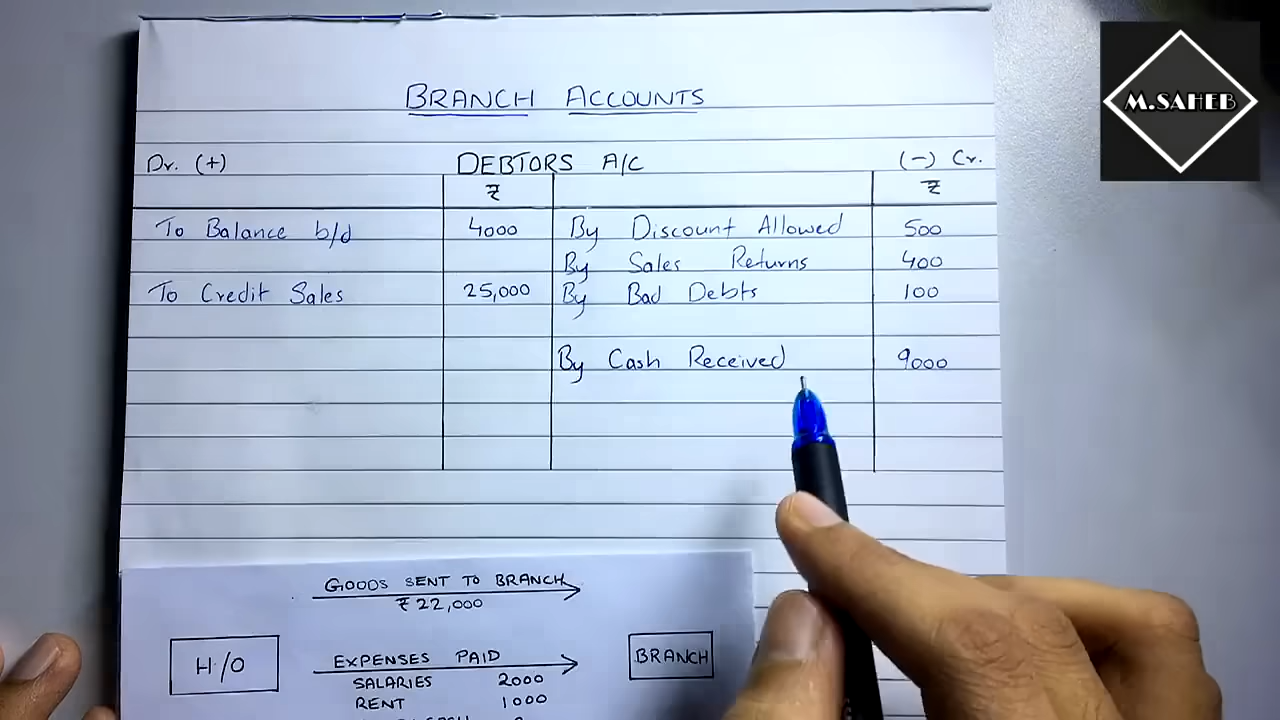 M.SAHEB
BRANCH ACCOUNTS
Dr. (+) DEBTORS A/C (-) Cr.
₹ ₹
To Balance b/d 4000 By Discount Allowed 500
By Sales Returns 400
To Credit Sales 25,000 By Bad Debts 100
By Cash Received 9000
GOODS SENT TO BRANCH
₹ 22,000
H/O EXPENSES PAID BRANCH
SALARIES 2000
RENT 1000